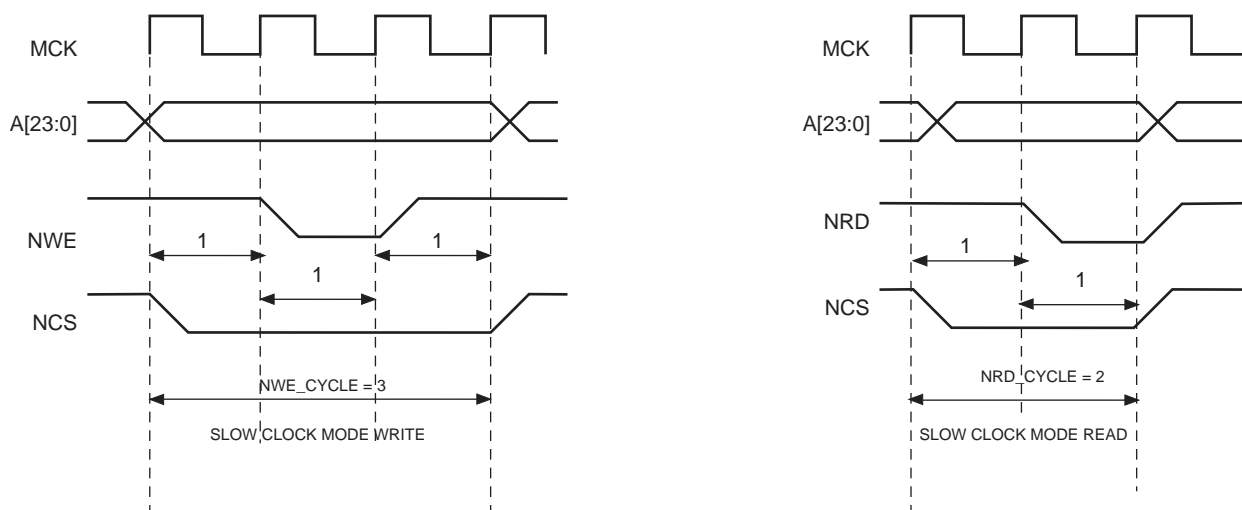 MCK
A[23:0]
NWE
1
1
1
NCS
NWE_CYCLE = 3
SLOW CLOCK MODE WRITE
MCK
A[23:0]
NRD
1
1
NCS
NRD_CYCLE = 2
SLOW CLOCK MODE READ